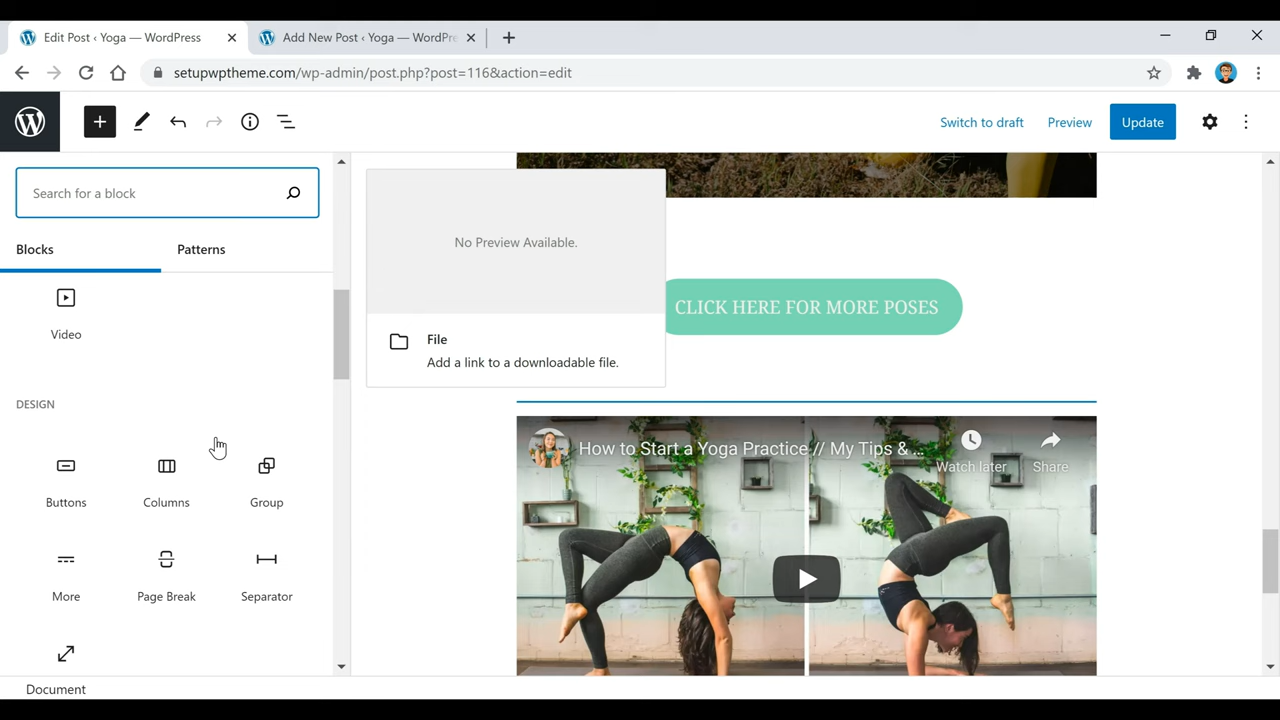 Edit Post ‹ Yoga — WordPress
Add New Post ‹ Yoga — WordPre
setupwptheme.com/wp-admin/post.php?post=116&action=edit
Switch to draft
Preview
Update
Search for a block
Blocks
Patterns
No Preview Available.
File
Add a link to a downloadable file.
CLICK HERE FOR MORE POSES
Video
DESIGN
How to Start a Yoga Practice // My Tips & ...
Watch later
Share
Buttons
Columns
Group
More
Page Break
Separator
Document